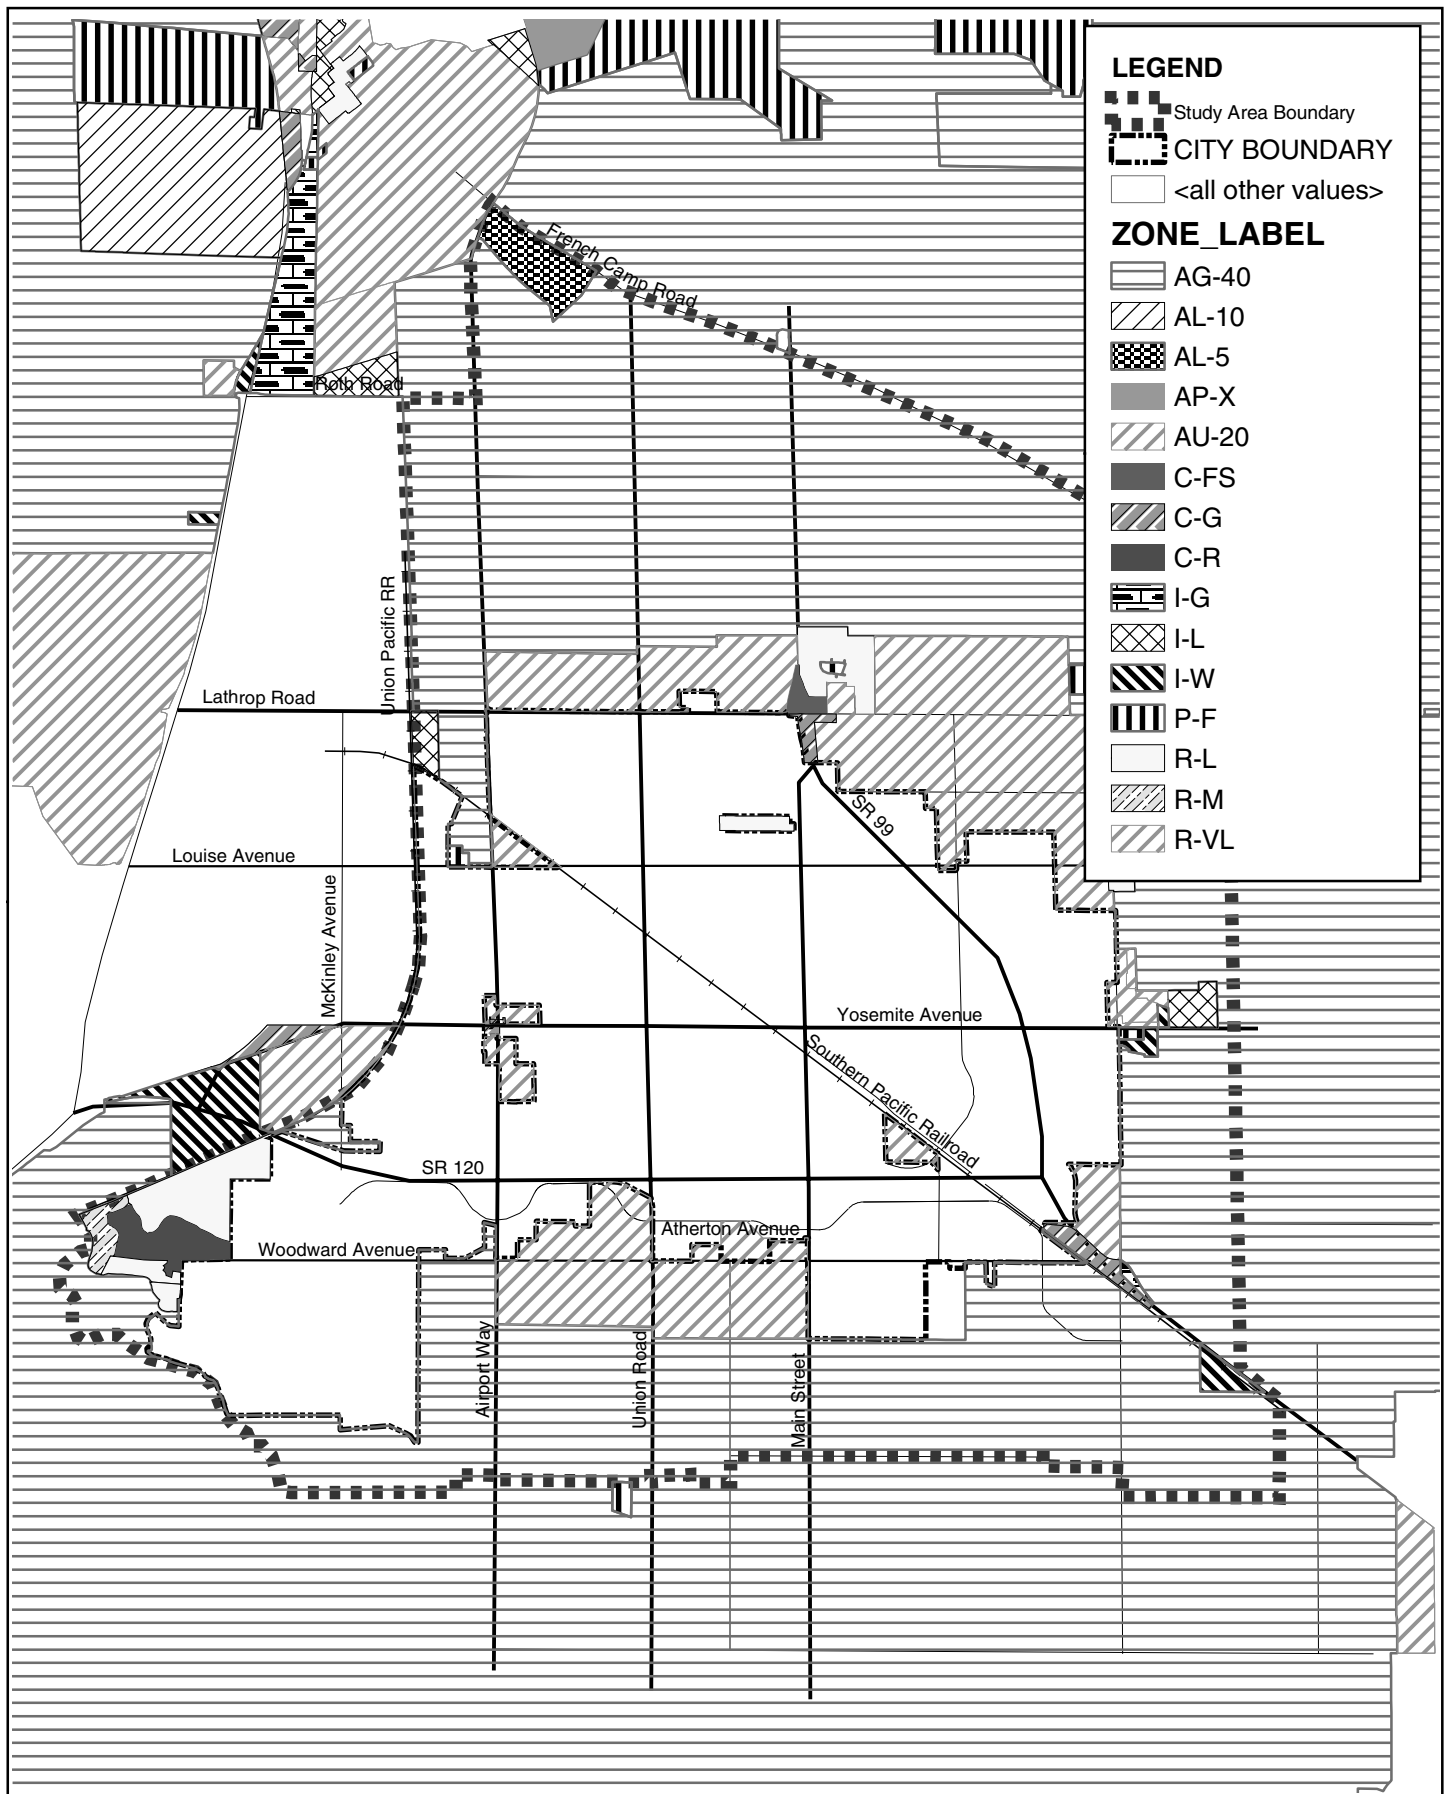 LEGEND
Study Area Boundary
CITY BOUNDARY
<all other values>
ZONE_LABEL
AG-40
AL-10
AL-5
AP-X
AU-20
C-FS
C-G
C-R
I-G
I-L
I-W
P-F
R-L
R-M
R-VL
French Camp Road
Roth Road
Union Pacific RR
Lathrop Road
SR 99
Louise Avenue
McKinley Avenue
Yosemite Avenue
Southern Pacific Railroad
SR 120
Atherton Avenue
Woodward Avenue
Airport Way
Union Road
Main Street